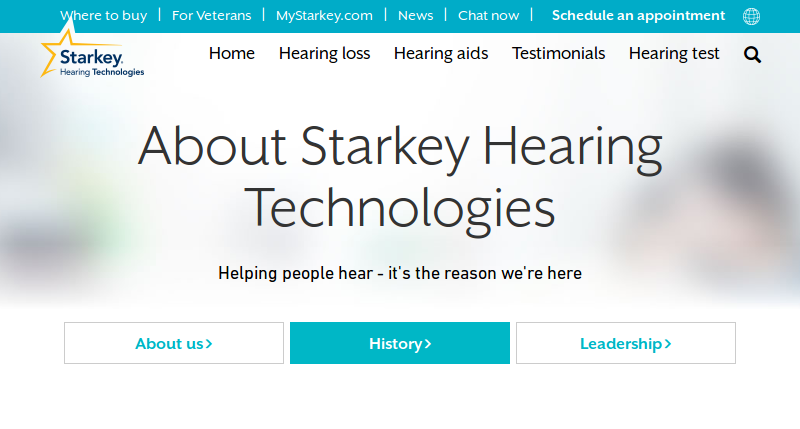 Where to buy | For Veterans | MyStarkey.com | News | Chat now | Schedule an appointment
Starkey.
Hearing Technologies
Home Hearing loss Hearing aids Testimonials Hearing test
About Starkey Hearing
Technologies
Helping people hear - it's the reason we're here
About us >
History >
Leadership >